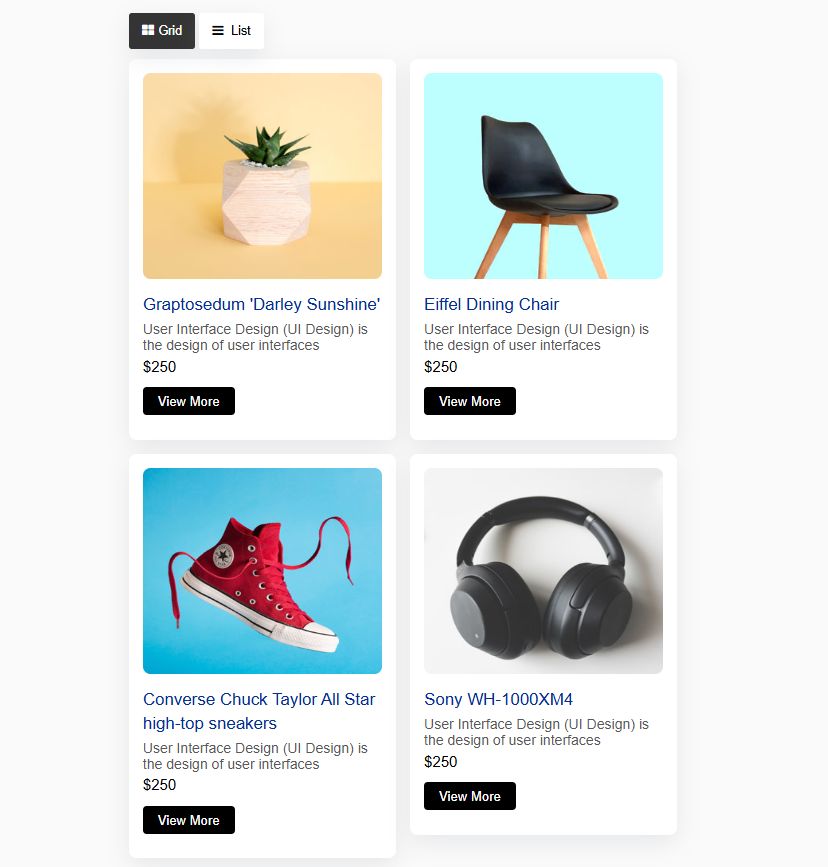 Grid
List
Graptosedum 'Darley Sunshine'
User Interface Design (UI Design) is
the design of user interfaces
$250
View More
Eiffel Dining Chair
User Interface Design (UI Design) is
the design of user interfaces
$250
View More
Converse Chuck Taylor All Star
high-top sneakers
User Interface Design (UI Design) is
the design of user interfaces
$250
View More
Sony WH-1000XM4
User Interface Design (UI Design) is
the design of user interfaces
$250
View More